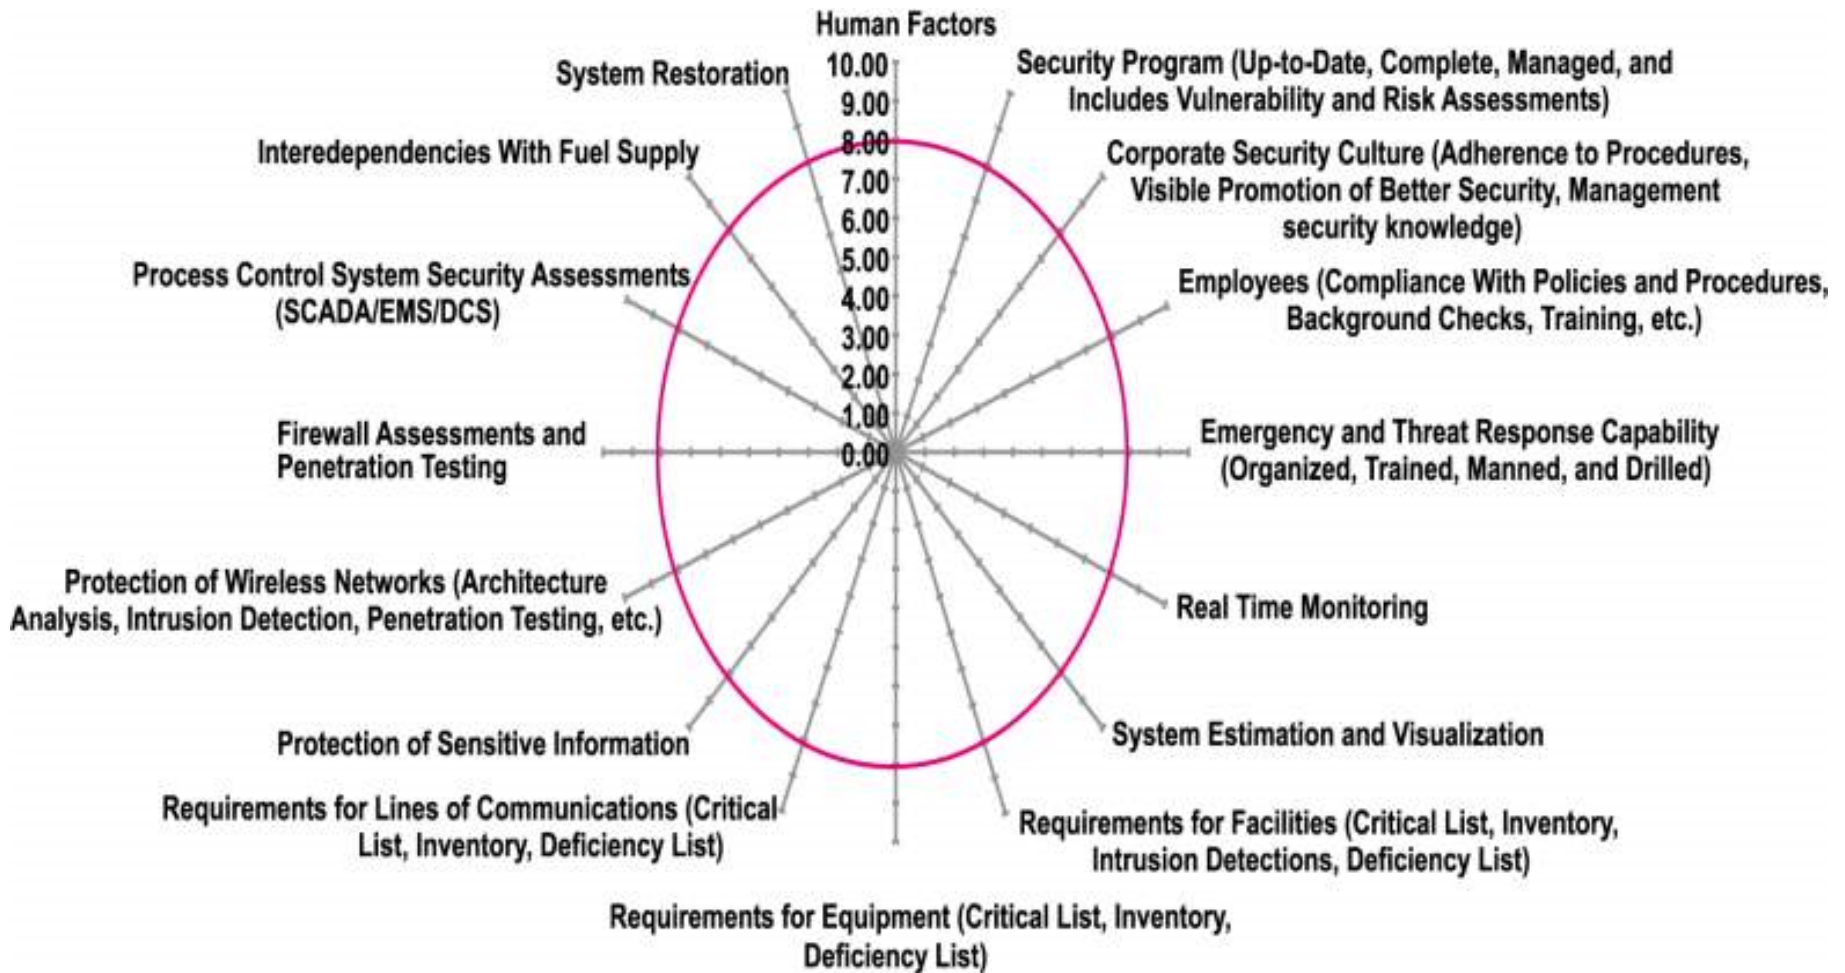 Human Factors
10.00
9.00
8.00
7.00
6.00
5.00
4.00
3.00
2.00
1.00
0.00
Security Program (Up-to-Date, Complete, Managed, and
Includes Vulnerability and Risk Assessments)
Corporate Security Culture (Adherence to Procedures,
Visible Promotion of Better Security, Management
security knowledge)
Employees (Compliance With Policies and Procedures,
Background Checks, Training, etc.)
Emergency and Threat Response Capability
(Organized, Trained, Manned, and Drilled)
Real Time Monitoring
System Estimation and Visualization
Requirements for Facilities (Critical List, Inventory,
Intrusion Detections, Deficiency List)
Requirements for Equipment (Critical List, Inventory,
Deficiency List)
Requirements for Lines of Communications (Critical
List, Inventory, Deficiency List)
Protection of Sensitive Information
Protection of Wireless Networks (Architecture
Analysis, Intrusion Detection, Penetration Testing, etc.)
Firewall Assessments and
Penetration Testing
Process Control System Security Assessments
(SCADA/EMS/DCS)
Interedependencies With Fuel Supply
System Restoration